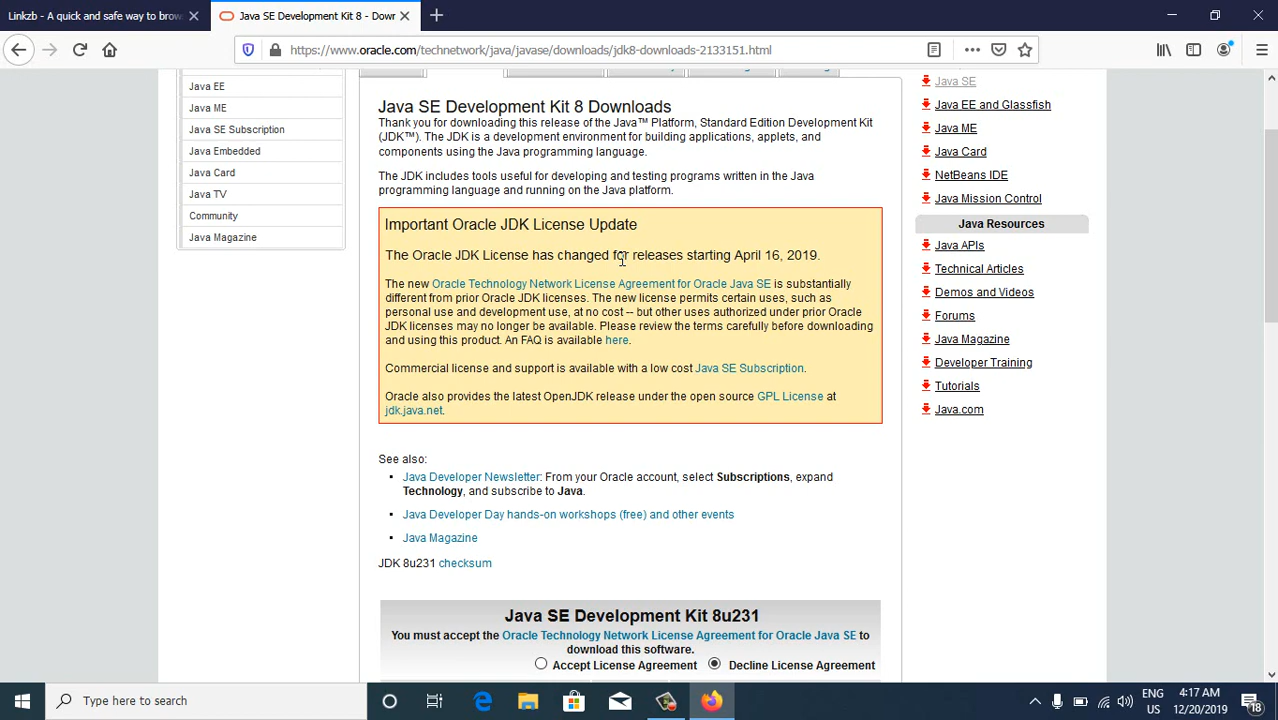 Linkzb - A quick and safe way to brow
Java SE Development Kit 8 - Down
https://www.oracle.com/technetwork/java/javase/downloads/jdk8-downloads-2133151.html
Java EE
Java ME
Java SE Subscription
Java Embedded
Java Card
Java TV
Community
Java Magazine
Java SE Development Kit 8 Downloads
Thank you for downloading this release of the Java™ Platform, Standard Edition Development Kit
(JDK™). The JDK is a development environment for building applications, applets, and
components using the Java programming language.
The JDK includes tools useful for developing and testing programs written in the Java
programming language and running on the Java platform.
Important Oracle JDK License Update
The Oracle JDK License has changed for releases starting April 16, 2019.
The new Oracle Technology Network License Agreement for Oracle Java SE is substantially
different from prior Oracle JDK licenses. The new license permits certain uses, such as
personal use and development use, at no cost -- but other uses authorized under prior Oracle
JDK licenses may no longer be available. Please review the terms carefully before downloading
and using this product. An FAQ is available here.
Commercial license and support is available with a low cost Java SE Subscription.
Oracle also provides the latest OpenJDK release under the open source GPL License at
jdk.java.net.
See also:
• Java Developer Newsletter: From your Oracle account, select Subscriptions, expand
Technology, and subscribe to Java.
• Java Developer Day hands-on workshops (free) and other events
• Java Magazine
JDK 8u231 checksum
Java SE Development Kit 8u231
You must accept the Oracle Technology Network License Agreement for Oracle Java SE to
download this software.
Accept License Agreement Decline License Agreement
Java SE
Java EE and Glassfish
Java ME
Java Card
NetBeans IDE
Java Mission Control
Java Resources
Java APIs
Technical Articles
Demos and Videos
Forums
Java Magazine
Developer Training
Tutorials
Java.com
Type here to search
ENG
US
4:17 AM
12/20/2019
18